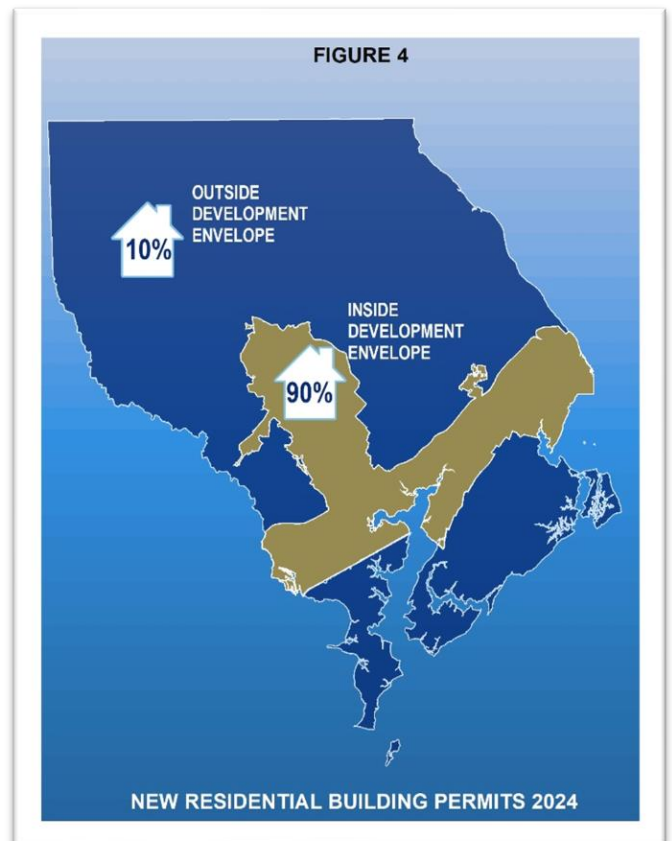 FIGURE 4
OUTSIDE
DEVELOPMENT
ENVELOPE
10%
INSIDE
DEVELOPMENT
ENVELOPE
90%
NEW RESIDENTIAL BUILDING PERMITS 2024